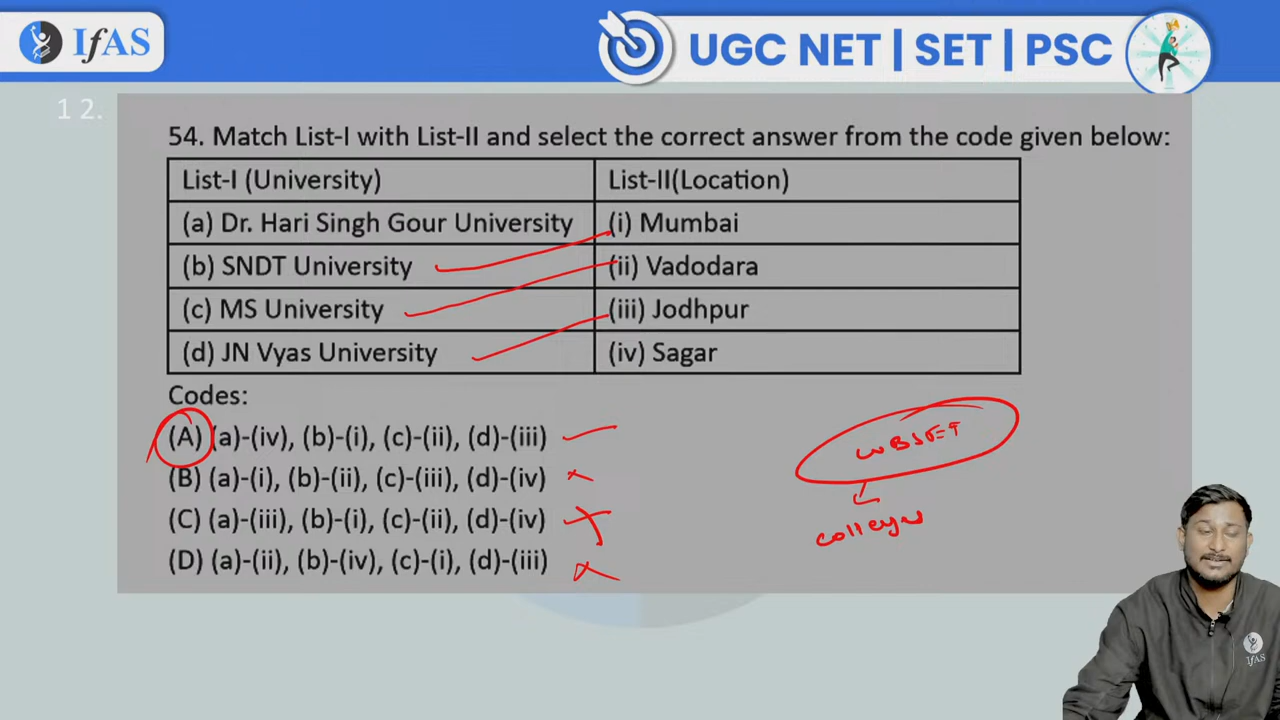 IfAS
UGC NET | SET | PSC
12.
54. Match List-I with List-II and select the correct answer from the code given below:
List-I (University) List-II(Location)
(a) Dr. Hari Singh Gour University (i) Mumbai
(b) SNDT University (ii) Vadodara
(c) MS University (iii) Jodhpur
(d) JN Vyas University (iv) Sagar
Codes:
(A) (a)-(iv), (b)-(i), (c)-(ii), (d)-(iii)
(B) (a)-(i), (b)-(ii), (c)-(iii), (d)-(iv)
(C) (a)-(iii), (b)-(i), (c)-(ii), (d)-(iv)
(D) (a)-(ii), (b)-(iv), (c)-(i), (d)-(iii)
WBSET
IfAS